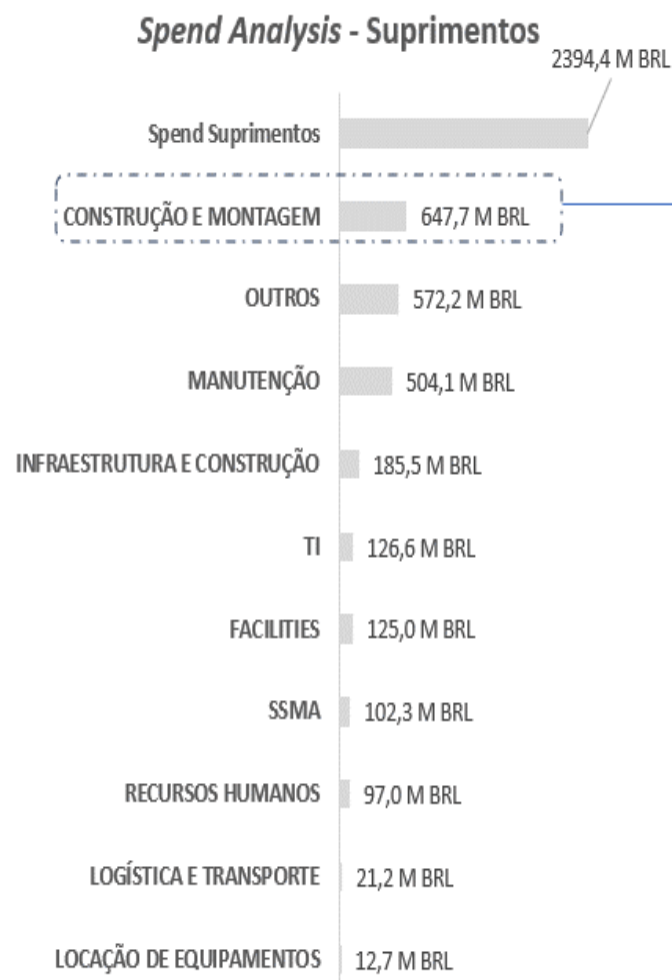 Spend Analysis - Suprimentos
2394,4 M BRL
Spend Suprimentos
CONSTRUÇÃO E MONTAGEM 647,7 M BRL
OUTROS 572,2 M BRL
MANUTENÇÃO 504,1 M BRL
INFRAESTRUTURA E CONSTRUÇÃO 185,5 M BRL
TI 126,6 M BRL
FACILITIES 125,0 M BRL
SSMA 102,3 M BRL
RECURSOS HUMANOS 97,0 M BRL
LOGÍSTICA E TRANSPORTE 21,2 M BRL
LOCAÇÃO DE EQUIPAMENTOS 12,7 M BRL